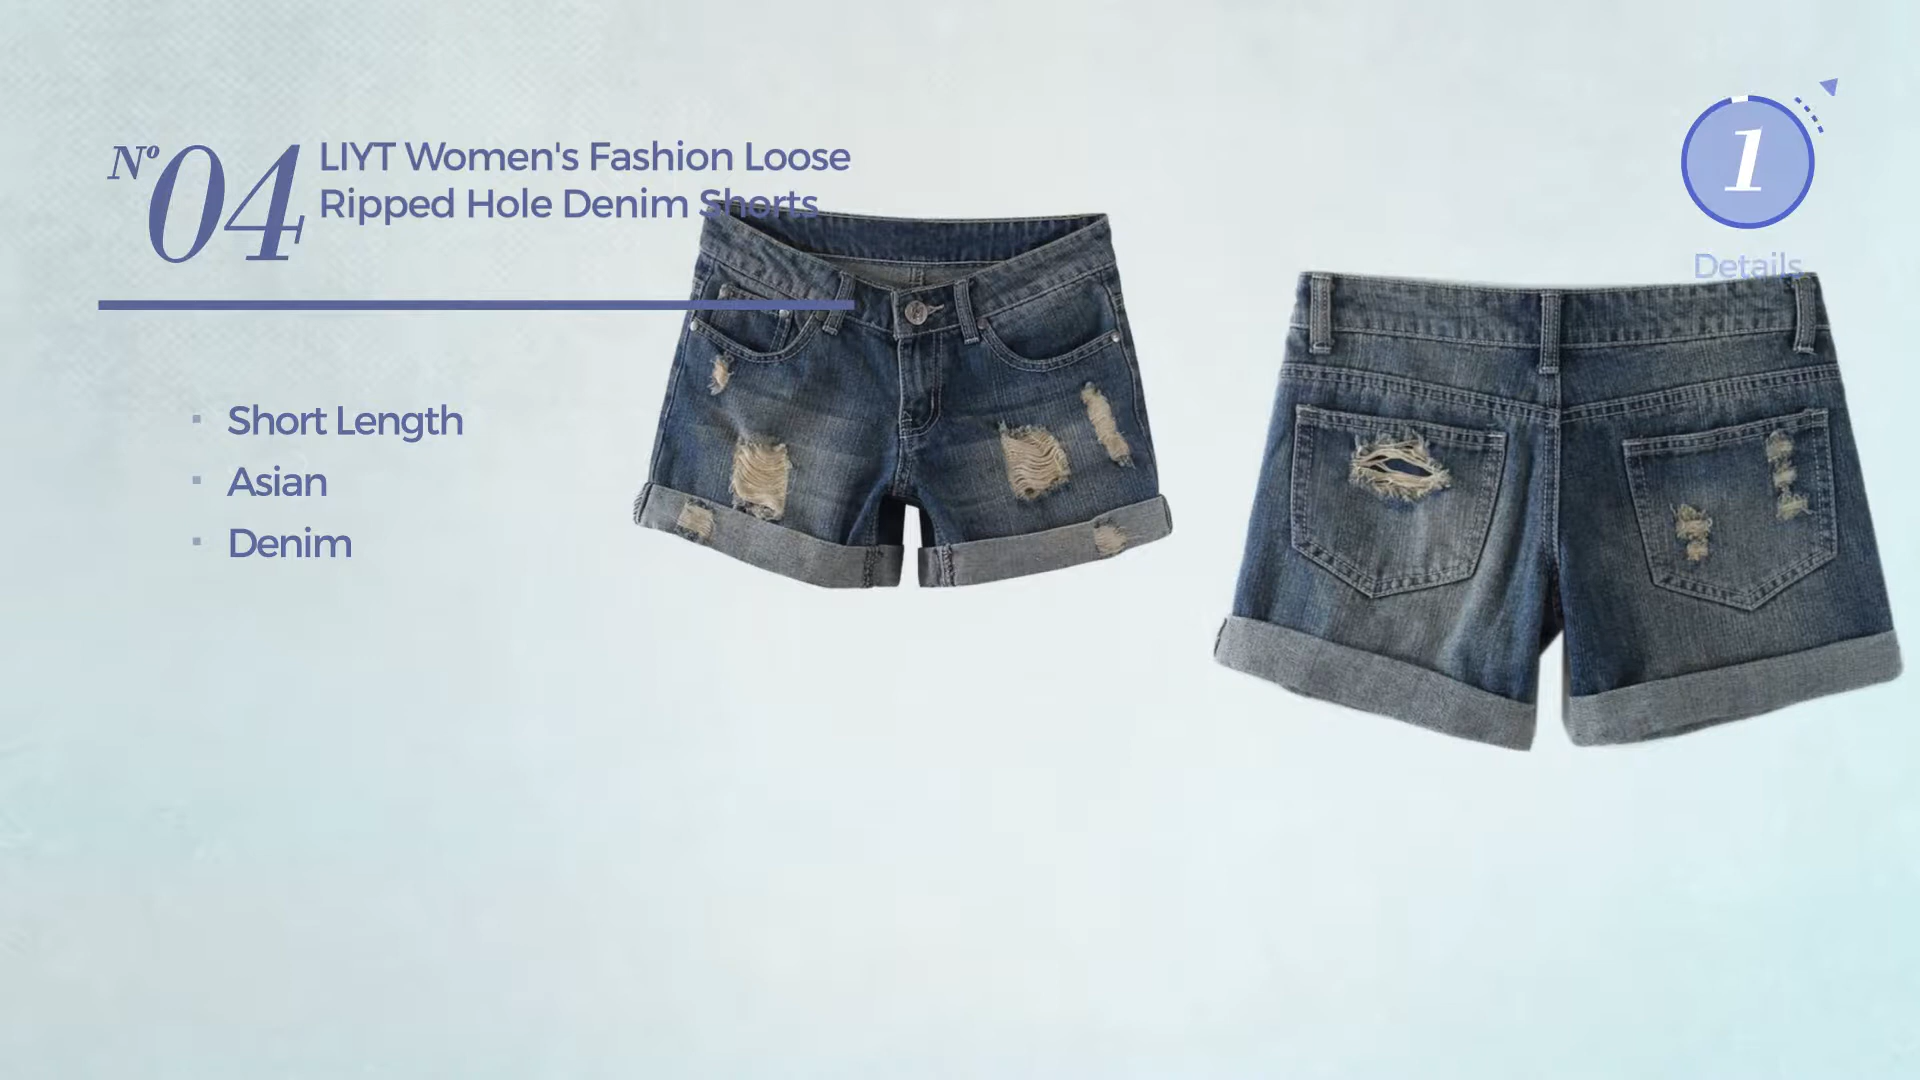 Nº04
LIYT Women's Fashion Loose
Ripped Hole Denim Shorts
1
Details
Short Length
Asian
Denim